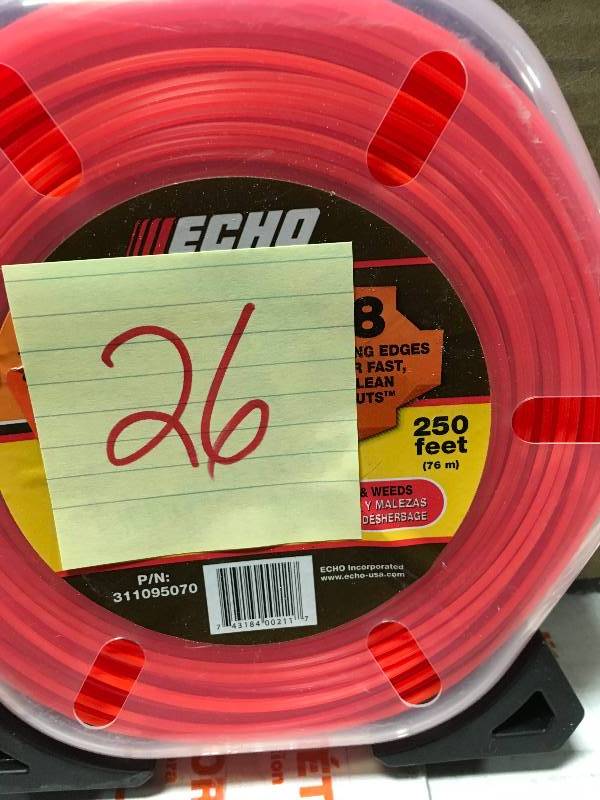 ECHO
26
8
NG EDGES
R FAST,
LEAN
UTS™
250
feet
(76 m)
& WEEDS
Y MALEZAS
DESHERBAGE
P/N:
311095070
ECHO Incorporated
www.echo-usa.com
7 43184 00211 7